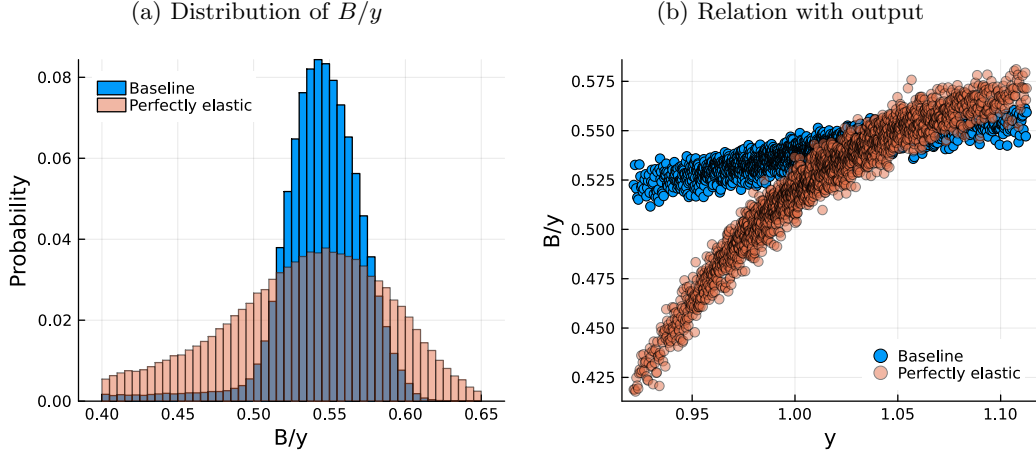 (a) Distribution of B/y
0.08
0.06
0.04
0.02
0.00
Probability
Baseline
Perfectly elastic
0.40 0.45 0.50 0.55 0.60 0.65
B/y
(b) Relation with output
0.575
0.550
0.525
0.500
0.475
0.450
0.425
B/y
Baseline
Perfectly elastic
0.95 1.00 1.05 1.10
y